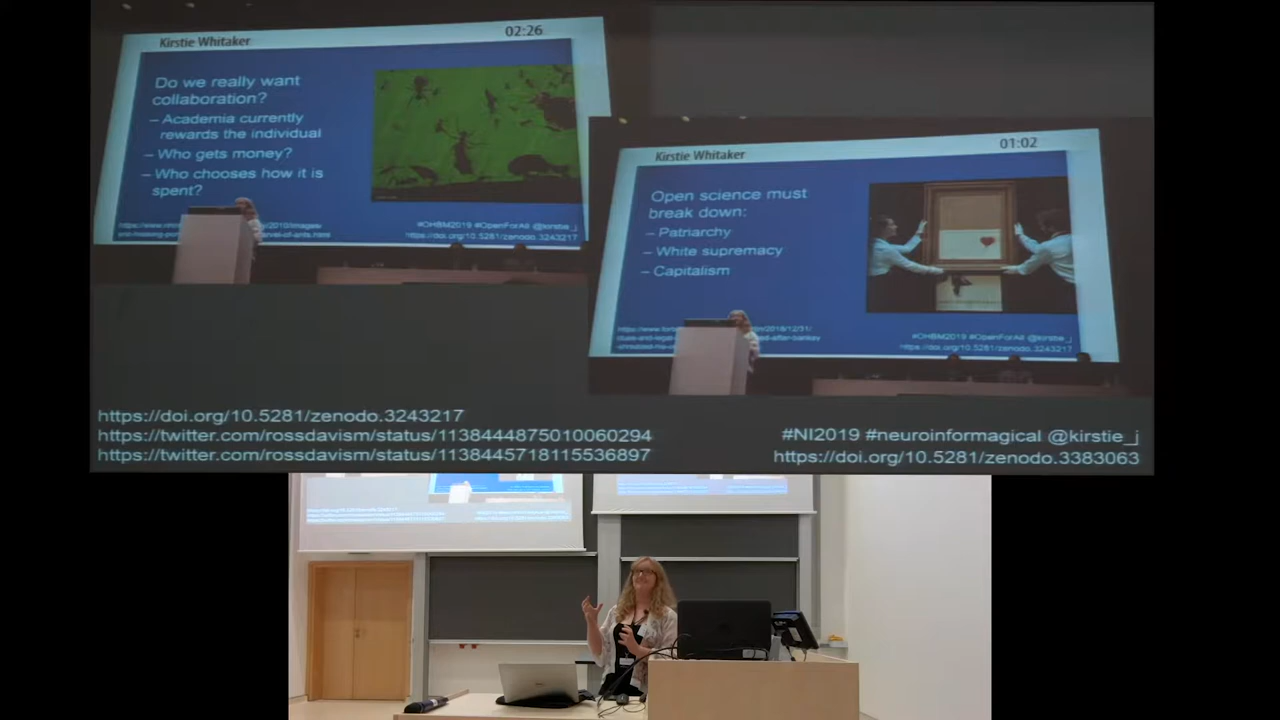 Kirstie Whitaker
02:26
Do we really want
collaboration?
– Academia currently
rewards the individual
– Who gets money?
– Who chooses how it is
spent?
#OHBM2019 #OpenForAll @kirstie_j
https://doi.org/10.5281/zenodo.3243217
Kirstie Whitaker
01:02
Open science must
break down:
– Patriarchy
– White supremacy
– Capitalism
#OHBM2019 #OpenForAll @kirstie_j
https://doi.org/10.5281/zenodo.3243217
https://doi.org/10.5281/zenodo.3243217
https://twitter.com/rossdavism/status/1138444875010060294
https://twitter.com/rossdavism/status/1138445718115536897
#NI2019 #neuroinformagical @kirstie_j
https://doi.org/10.5281/zenodo.3383063